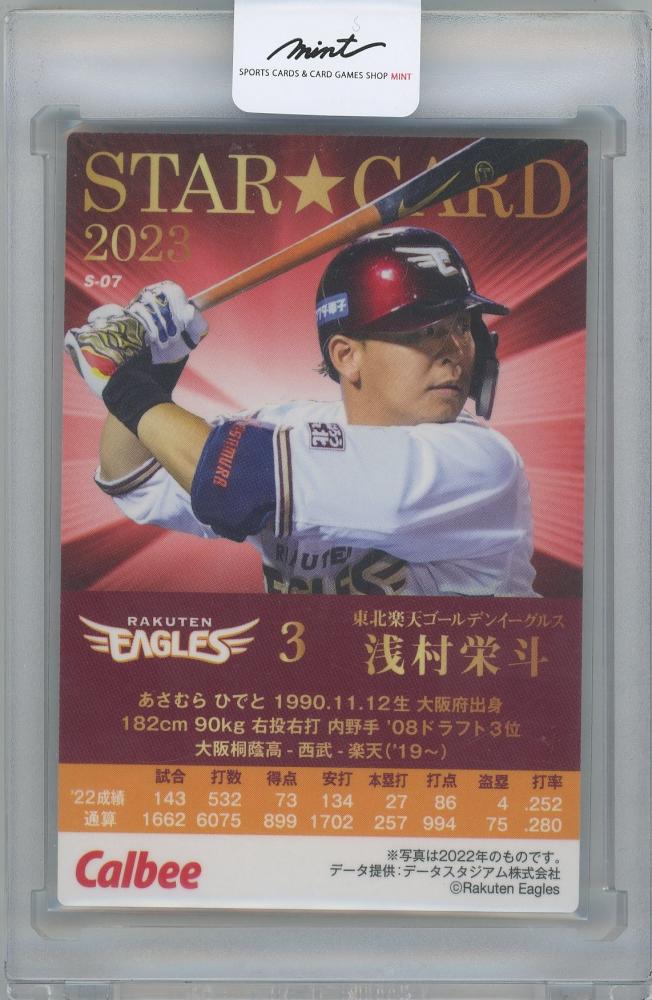 mint
SPORTS CARDS & CARD GAMES SHOP MINT
STAR★CARD
2023
S-07
ASAMURA
RAKUTEN
EAGLES
RAKUTEN
EAGLES
3
東北楽天ゴールデンイーグルス
浅村栄斗
あさむら ひでと 1990.11.12生 大阪府出身
182cm 90kg 右投右打 内野手 '08ドラフト3位
大阪桐蔭高 - 西武 - 楽天('19〜)
試合 打数 得点 安打 本塁打 打点 盗塁 打率
'22成績 143 532 73 134 27 86 4 .252
通算 1662 6075 899 1702 257 994 75 .280
Calbee
※写真は2022年のものです。
データ提供:データスタジアム株式会社
©Rakuten Eagles